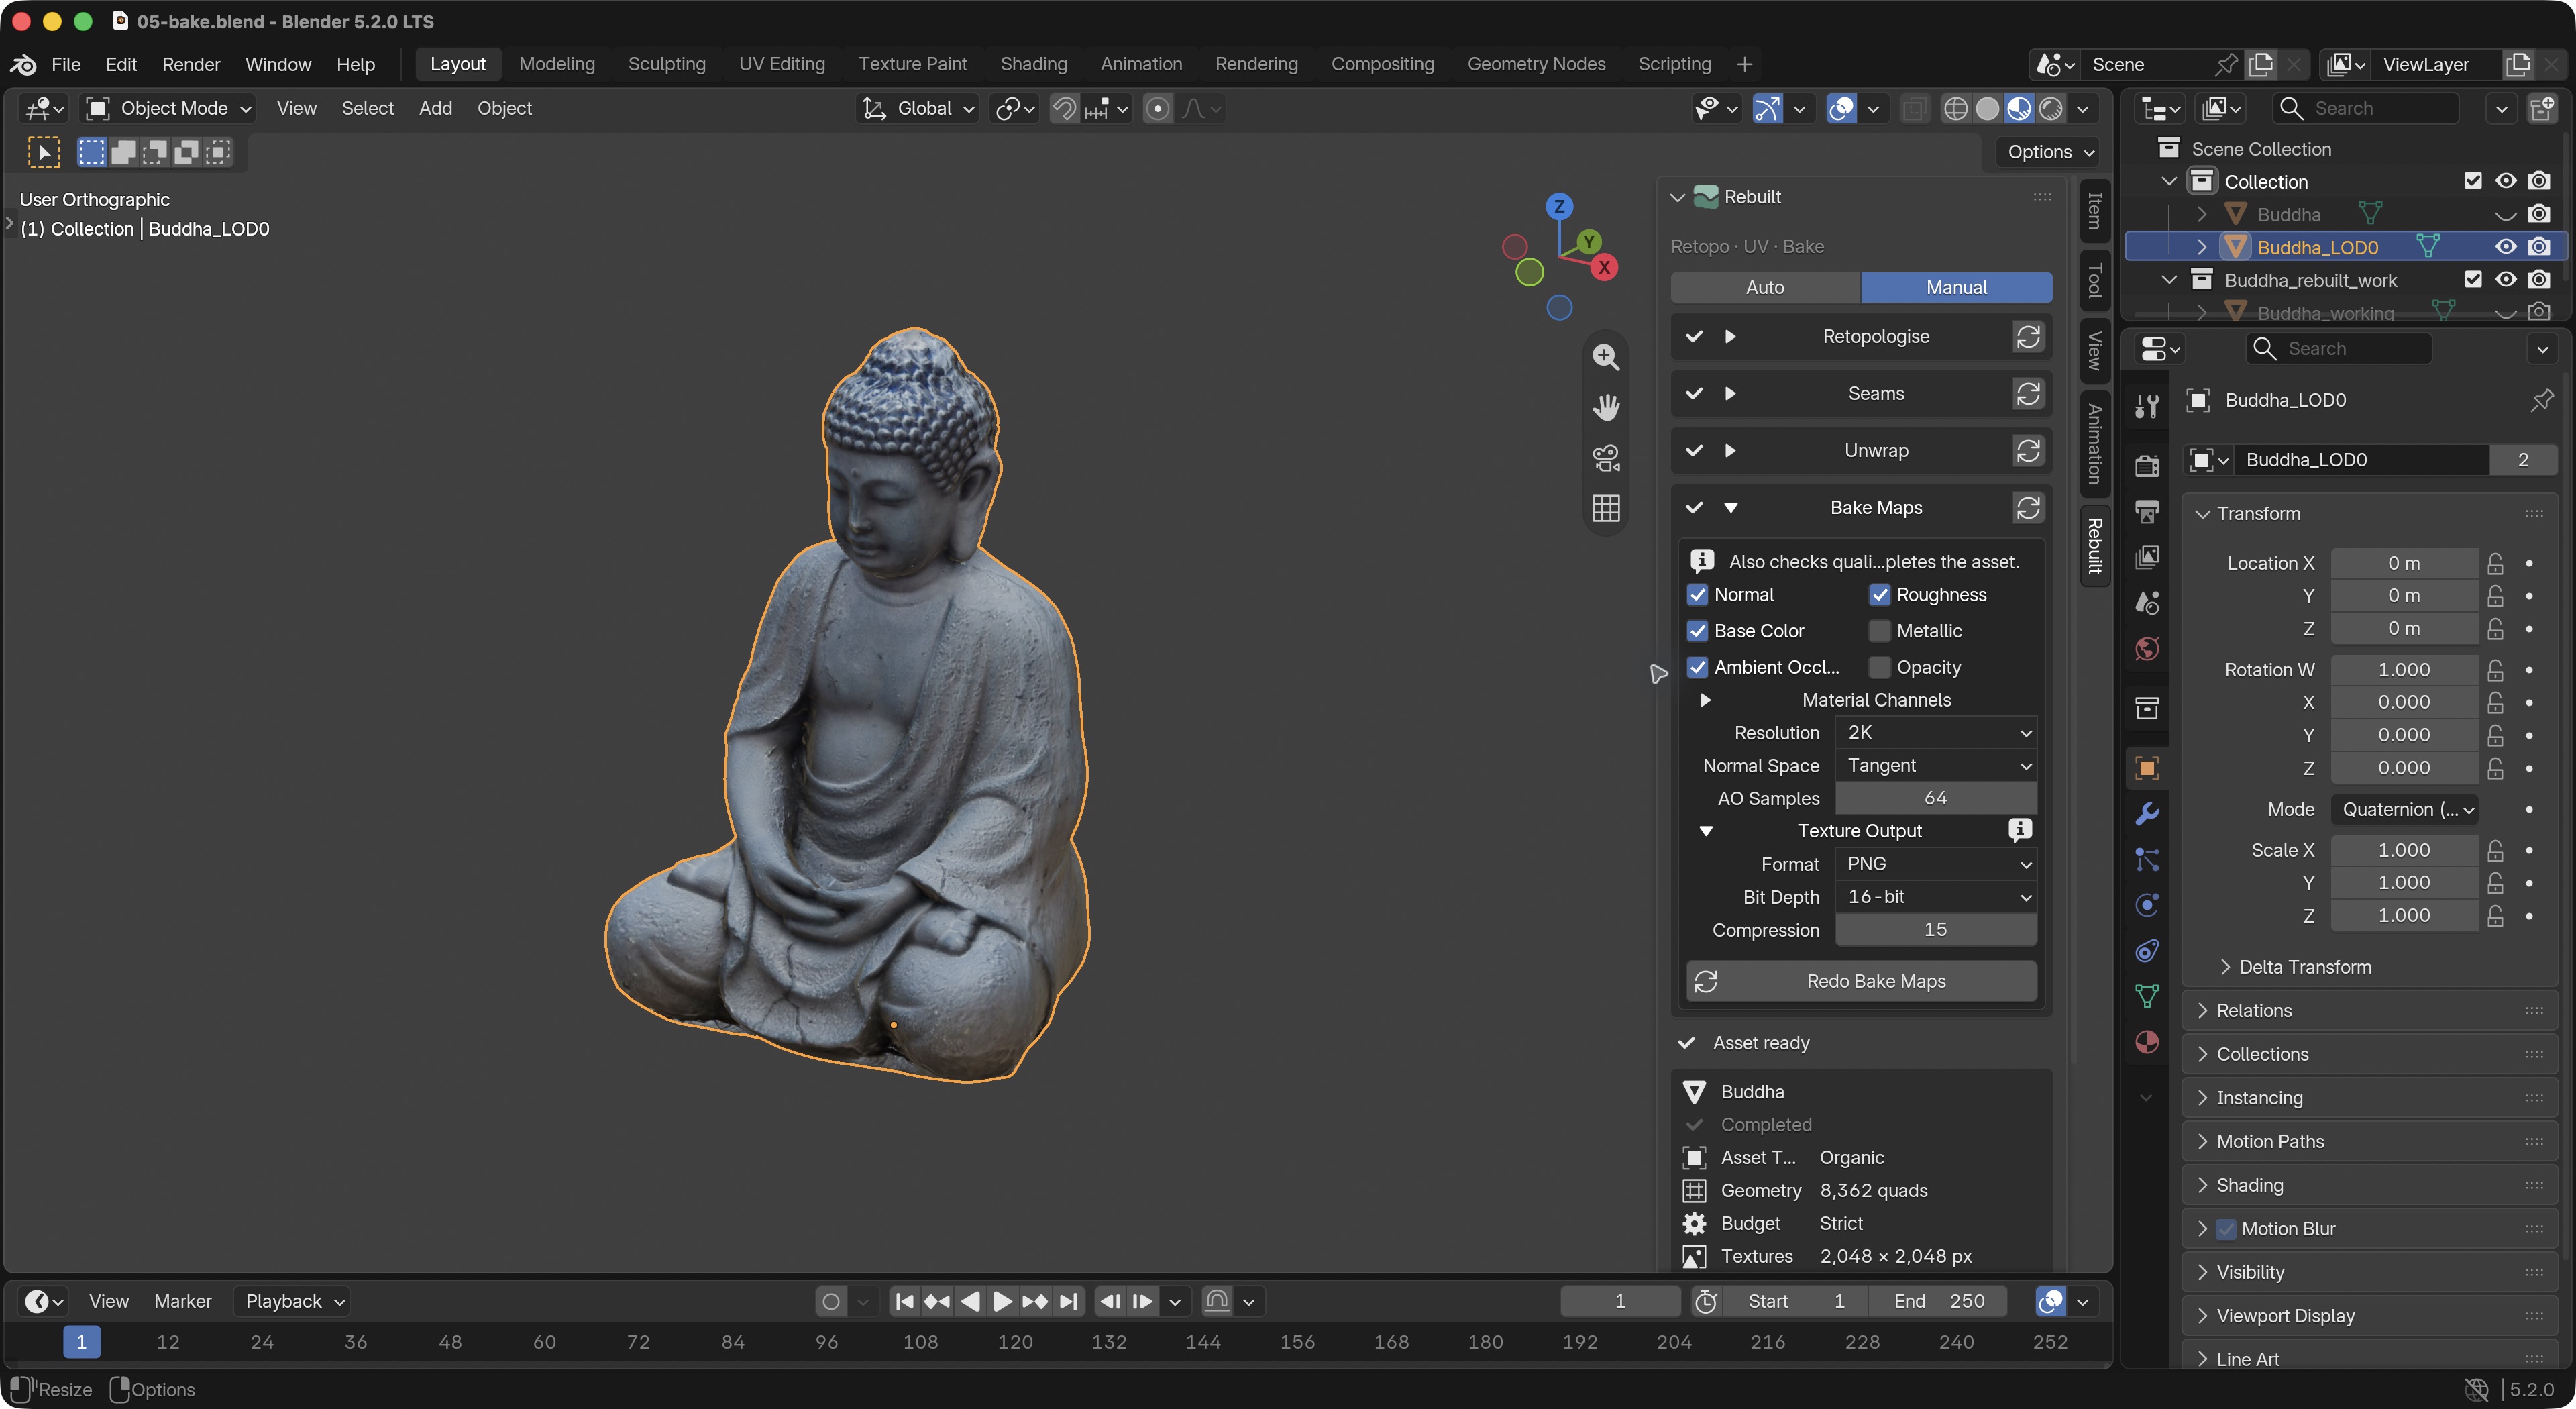 05-bake.blend - Blender 5.2.0 LTS
File Edit Render Window Help Layout Modeling Sculpting UV Editing Texture Paint Shading Animation Rendering Compositing Geometry Nodes Scripting + Scene ViewLayer
Object Mode View Select Add Object Global Search
Options
User Orthographic
(1) Collection | Buddha_LOD0
Z
Y
X
Rebuilt
Retopo · UV · Bake
Auto Manual
Retopologise
Seams
Unwrap
Bake Maps
Also checks quali...pletes the asset.
Normal Roughness
Base Color Metallic
Ambient Occl... Opacity
Material Channels
Resolution 2K
Normal Space Tangent
AO Samples 64
Texture Output
Format PNG
Bit Depth 16-bit
Compression 15
Redo Bake Maps
Asset ready
Buddha
Completed
Asset T... Organic
Geometry 8,362 quads
Budget Strict
Textures 2,048 × 2,048 px
Item
Tool
View
Animation
Rebuilt
Scene Collection
Collection
Buddha
Buddha_LOD0
Buddha_rebuilt_work
Buddha_working
Search
Buddha_LOD0
Buddha_LOD0 2
Transform
Location X 0 m
Y 0 m
Z 0 m
Rotation W 1.000
X 0.000
Y 0.000
Z 0.000
Mode Quaternion (...
Scale X 1.000
Y 1.000
Z 1.000
Delta Transform
Relations
Collections
Instancing
Motion Paths
Shading
Motion Blur
Visibility
Viewport Display
Line Art
View Marker Playback 1 Start 1 End 250
1 12 24 36 48 60 72 84 96 108 120 132 144 156 168 180 192 204 216 228 240 252
Resize Options 5.2.0